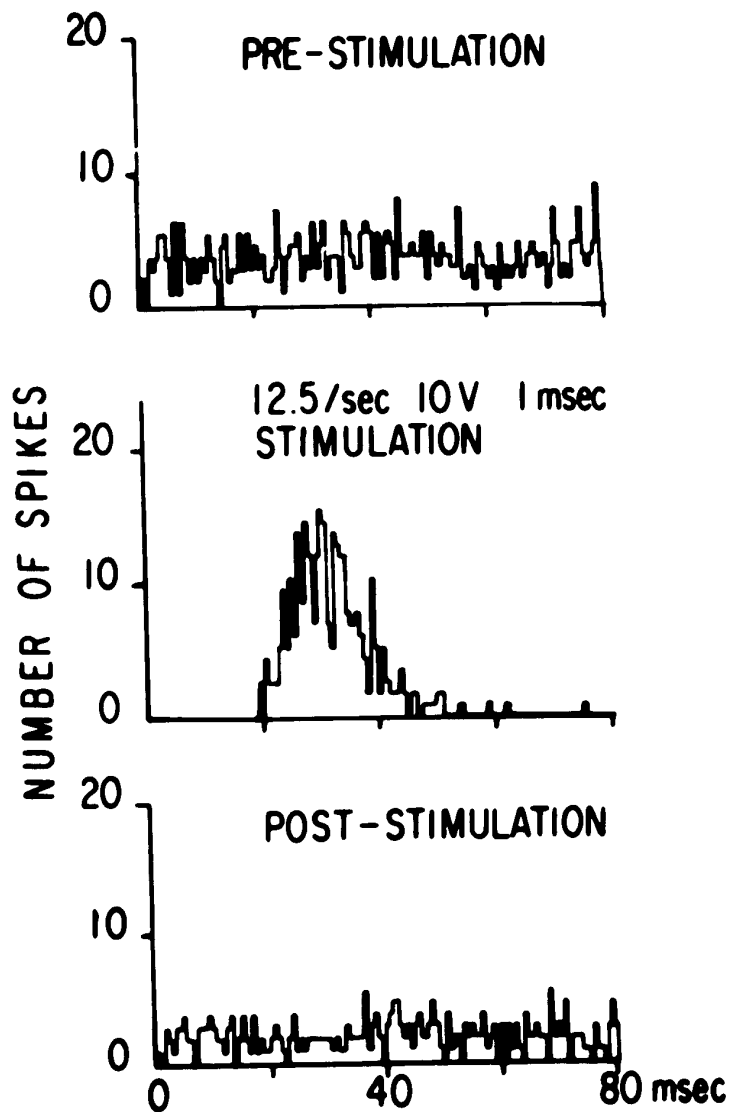 20
PRE-STIMULATION
10
0
NUMBER OF SPIKES
12.5/sec 10V 1msec
20
STIMULATION
10
0
20
POST-STIMULATION
10
0
0 40 80 msec